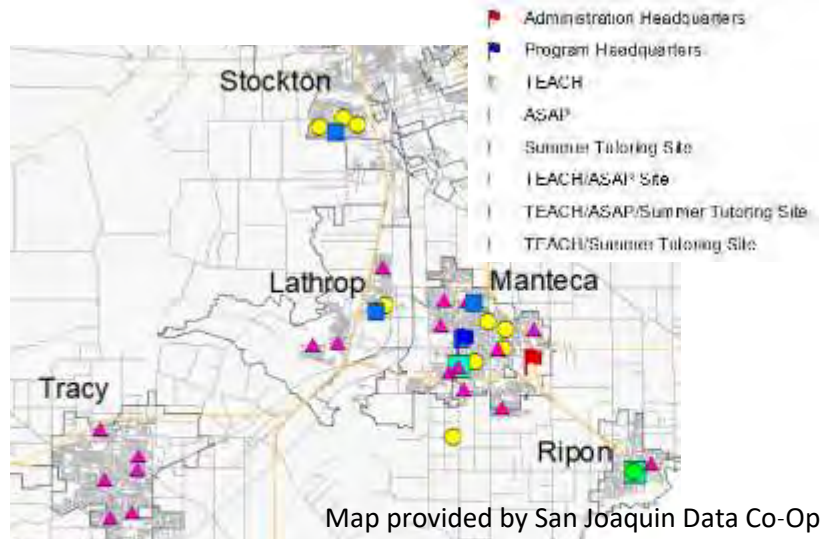 Administration Headquarters
Program Headquarters
TEACH
ASAP
Summer Tutoring Site
TEACH/ASAP Site
TEACH/ASAP/Summer Tutoring Site
TEACH/Summer Tutoring Site
Stockton
Lathrop
Manteca
Tracy
Ripon
Map provided by San Joaquin Data Co-Op